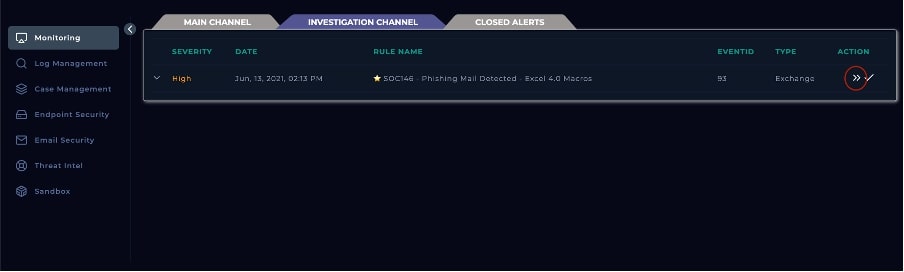 MAIN CHANNEL
INVESTIGATION CHANNEL
CLOSED ALERTS
Monitoring
Log Management
Case Management
Endpoint Security
Email Security
Threat Intel
Sandbox
SEVERITY DATE RULE NAME EVENTID TYPE ACTION
High Jun, 13, 2021, 02:13 PM SOC146 - Phishing Mail Detected - Excel 4.0 Macros 93 Exchange